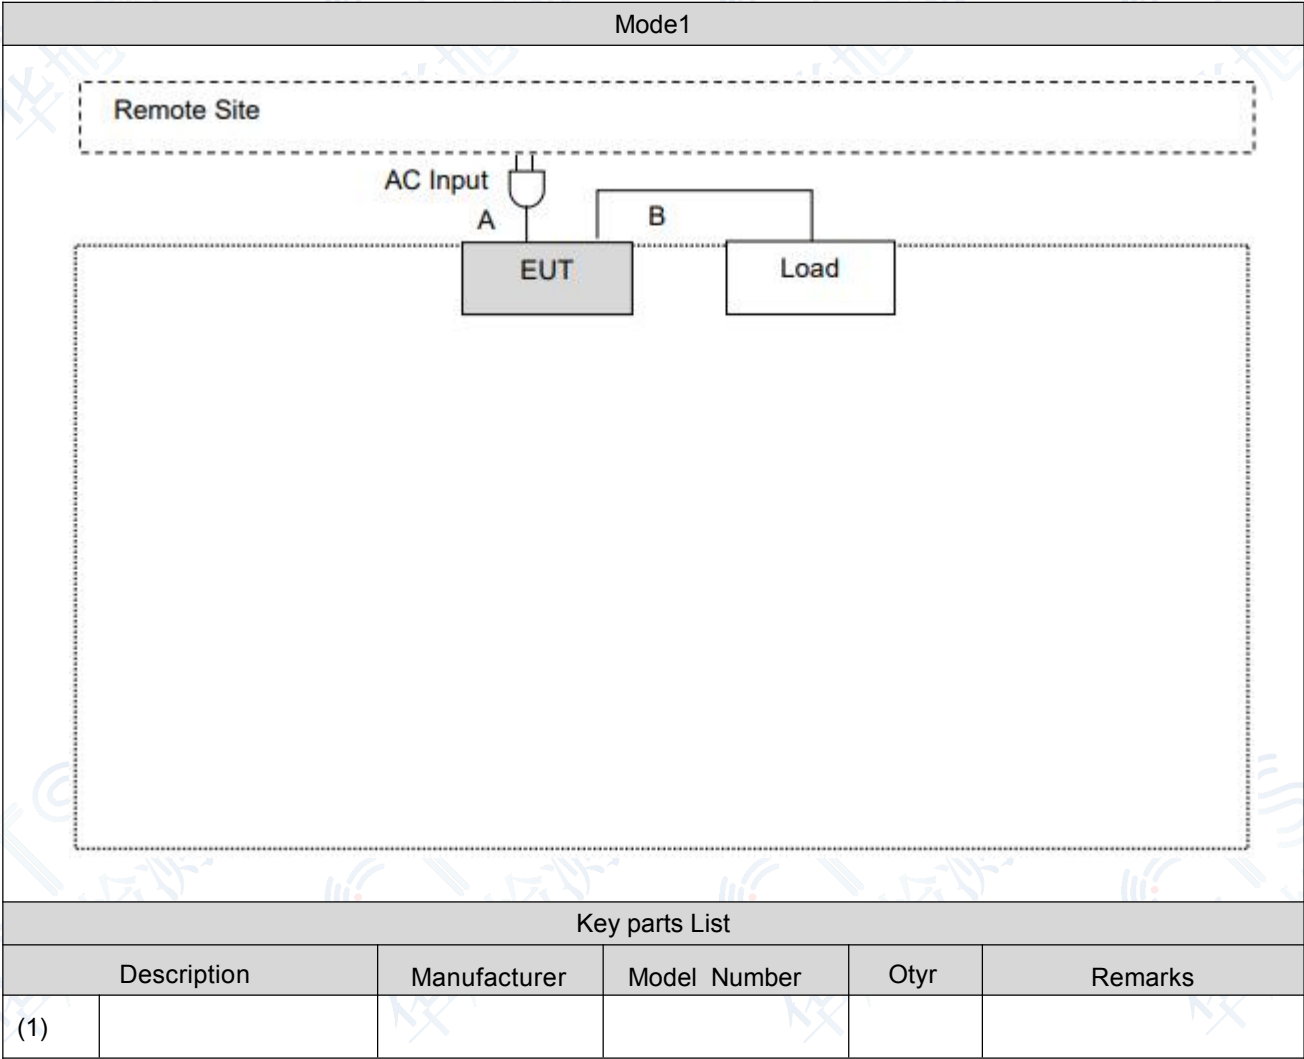 Mode1
Remote Site
AC Input
A
B
EUT
Load
Key parts List
Description Manufacturer Model Number Otyr Remarks
(1)